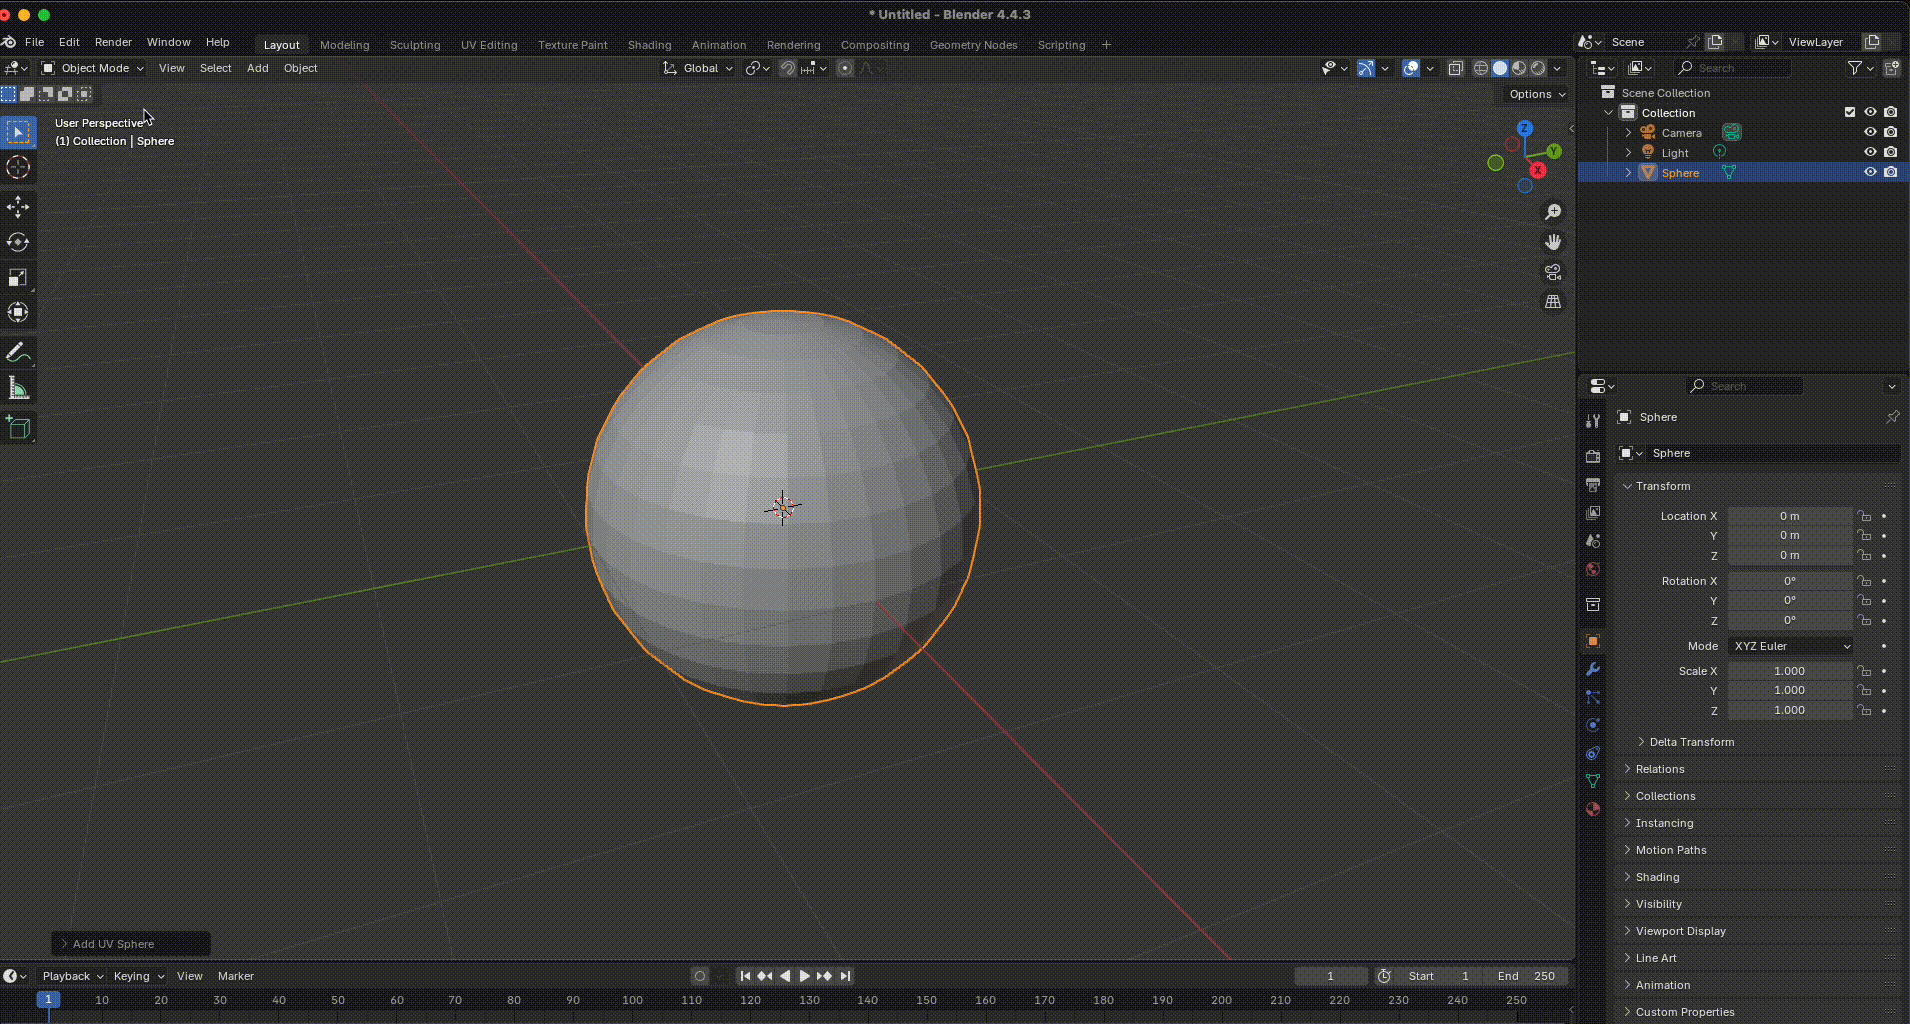 * Untitled - Blender 4.4.3
File Edit Render Window Help
Layout Modeling Sculpting UV Editing Texture Paint Shading Animation Rendering Compositing Geometry Nodes Scripting +
Scene
ViewLayer
Object Mode View Select Add Object
Global
Search
Options
User Perspective
(1) Collection | Sphere
Z
Y
X
Scene Collection
Collection
Camera
Light
Sphere
Search
Sphere
Sphere
Transform
Location X 0 m
Y 0 m
Z 0 m
Rotation X 0°
Y 0°
Z 0°
Mode XYZ Euler
Scale X 1.000
Y 1.000
Z 1.000
Delta Transform
Relations
Collections
Instancing
Motion Paths
Shading
Visibility
Viewport Display
Line Art
Animation
Custom Properties
Add UV Sphere
Playback Keying View Marker
1 Start 1 End 250
1 10 20 30 40 50 60 70 80 90 100 110 120 130 140 150 160 170 180 190 200 210 220 230 240 250